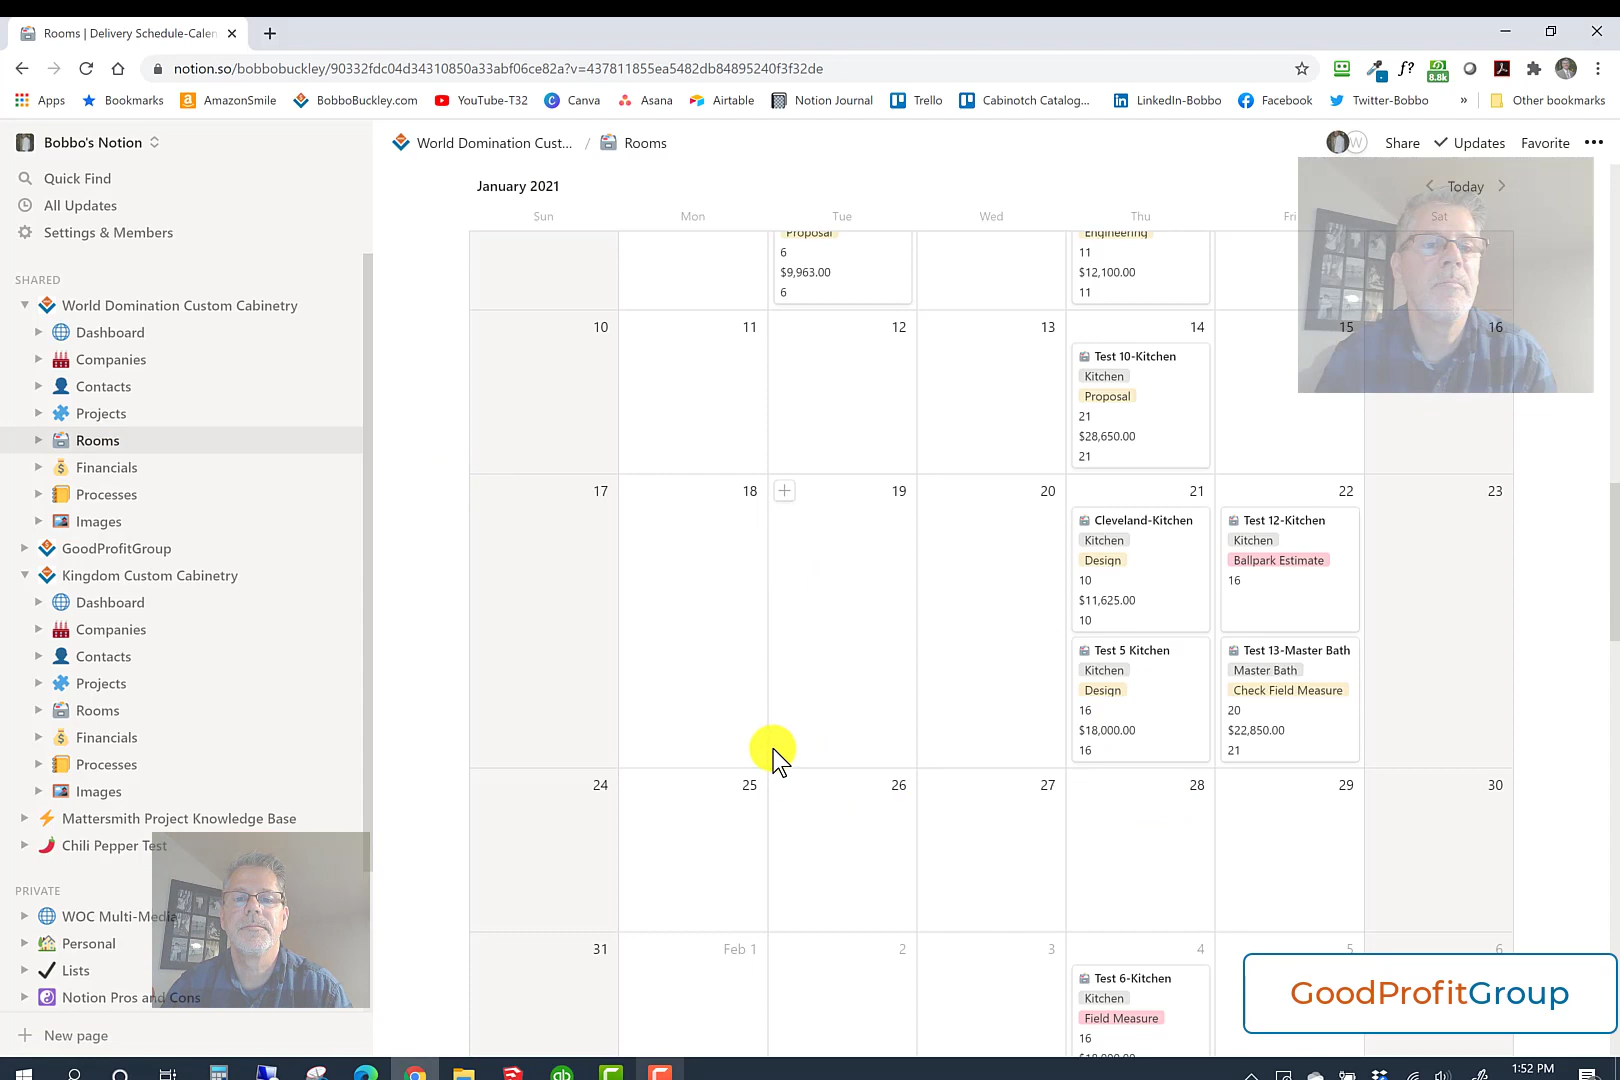 Rooms | Delivery Schedule-Calen
notion.so/bobbobuckley/90332fdc04d34310850a33abf06ce82a?v=437811855ea5482db84895240f3f32de
f?
8.8k
Apps
Bookmarks
AmazonSmile
BobboBuckley.com
YouTube-T32
Canva
Asana
Airtable
Notion Journal
Trello
Cabinotch Catalog...
LinkedIn-Bobbo
Facebook
Twitter-Bobbo
»
Other bookmarks
Bobbo's Notion
Quick Find
All Updates
Settings & Members
SHARED
World Domination Custom Cabinetry
Dashboard
Companies
Contacts
Projects
Rooms
Financials
Processes
Images
GoodProfitGroup
Kingdom Custom Cabinetry
Dashboard
Companies
Contacts
Projects
Rooms
Financials
Processes
Images
Mattersmith Project Knowledge Base
Chili Pepper Test
PRIVATE
WOC Multi-Media
Personal
Lists
Notion Pros and Cons
New page
World Domination Cust... / Rooms
W
Share
Updates
Favorite
January 2021
Today
Sun Mon Tue Wed Thu Fri Sat
Proposal
6
$9,963.00
6
Engineering
11
$12,100.00
11
10 11 12 13 14 15 16
Test 10-Kitchen
Kitchen
Proposal
21
$28,650.00
21
17 18 19 20 21 22 23
Cleveland-Kitchen
Kitchen
Design
10
$11,625.00
10
Test 5 Kitchen
Kitchen
Design
16
$18,000.00
16
Test 12-Kitchen
Kitchen
Ballpark Estimate
16
Test 13-Master Bath
Master Bath
Check Field Measure
20
$22,850.00
21
24 25 26 27 28 29 30
31 Feb 1 2 3 4 5 6
Test 6-Kitchen
Kitchen
Field Measure
16
$18,000.00
GoodProfitGroup
1:52 PM